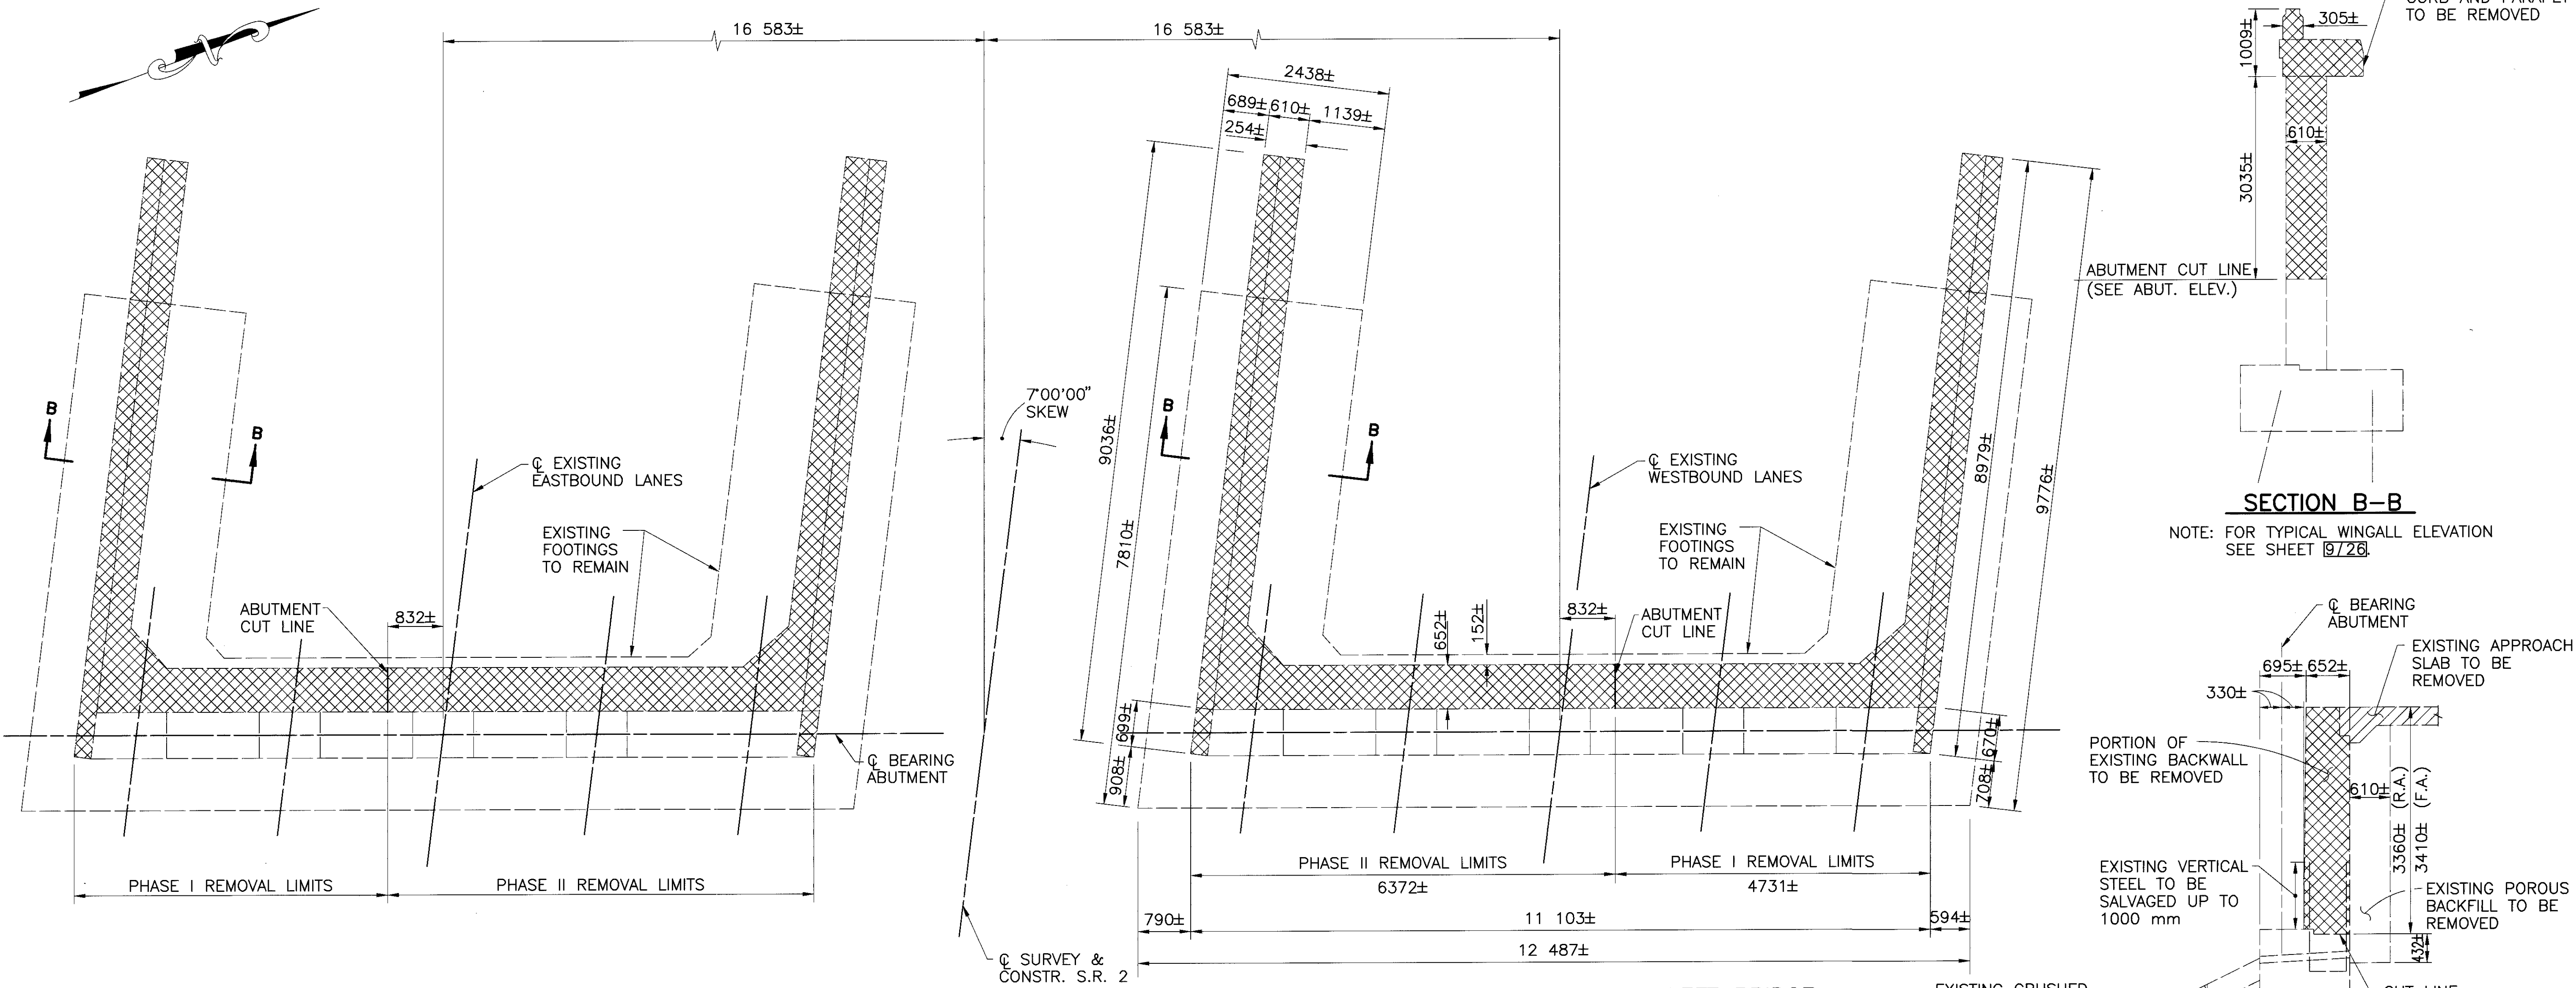 16 583±
16 583±
2438±
689±
610±
1139±
254±
9036±
7810±
699±
908±
B
B
B
B
7°00'00"
SKEW
℄ EXISTING
EASTBOUND LANES
EXISTING
FOOTINGS
TO REMAIN
ABUTMENT
CUT LINE
832±
℄ BEARING
ABUTMENT
PHASE I REMOVAL LIMITS
PHASE II REMOVAL LIMITS
℄ SURVEY &
CONSTR. S.R. 2
℄ EXISTING
WESTBOUND LANES
EXISTING
FOOTINGS
TO REMAIN
652±
152±
832±
ABUTMENT
CUT LINE
8979±
9776±
670±
708±
PHASE II REMOVAL LIMITS
6372±
PHASE I REMOVAL LIMITS
4731±
790±
11 103±
594±
12 487±
TO BE REMOVED
305±
1009±
610±
3035±
ABUTMENT CUT LINE
(SEE ABUT. ELEV.)
SECTION B-B
NOTE: FOR TYPICAL WINGALL ELEVATION
SEE SHEET 9/26.
℄ BEARING
ABUTMENT
EXISTING APPROACH
SLAB TO BE
REMOVED
695±
652±
330±
PORTION OF
EXISTING BACKWALL
TO BE REMOVED
610±
3360± (R.A.)
3410± (F.A.)
EXISTING VERTICAL
STEEL TO BE
SALVAGED UP TO
1000 mm
EXISTING POROUS
BACKFILL TO BE
REMOVED
432±